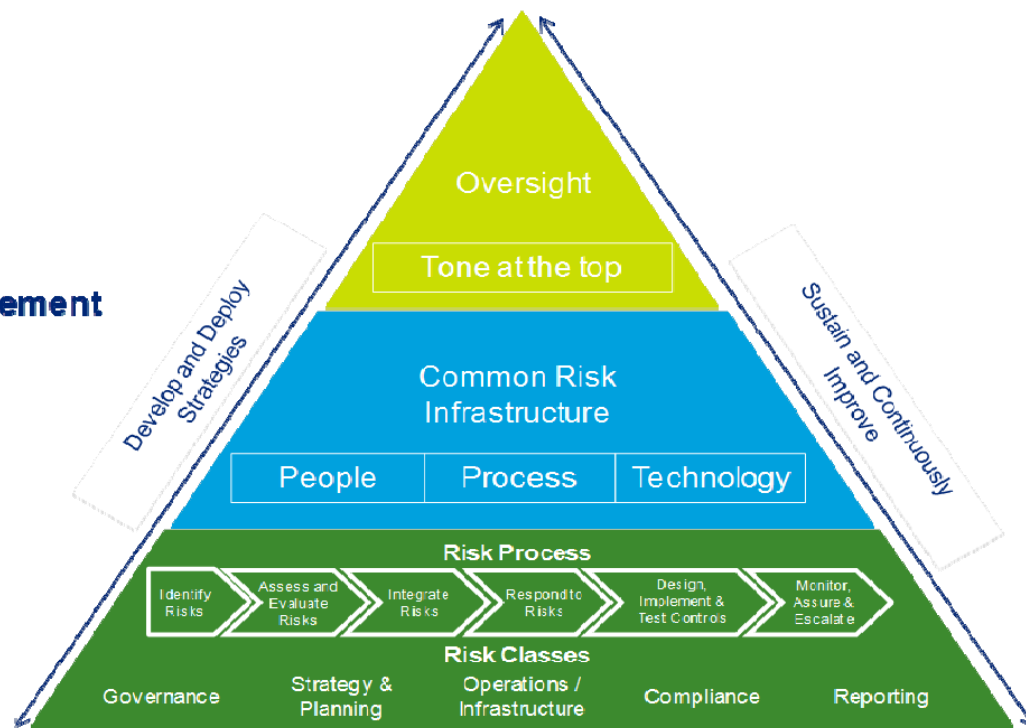 Oversight
Tone at the top
ement
Develop and Deploy
Strategies
Sustain and Continuously
Improve
Common Risk
Infrastructure
People
Process
Technology
Risk Process
Identify
Risks
Assess and
Evaluate
Risks
Integrate
Risks
Respond to
Risks
Design,
Implement &
Test Controls
Monitor,
Assure &
Escalate
Risk Classes
Governance
Strategy &
Planning
Operations /
Infrastructure
Compliance
Reporting